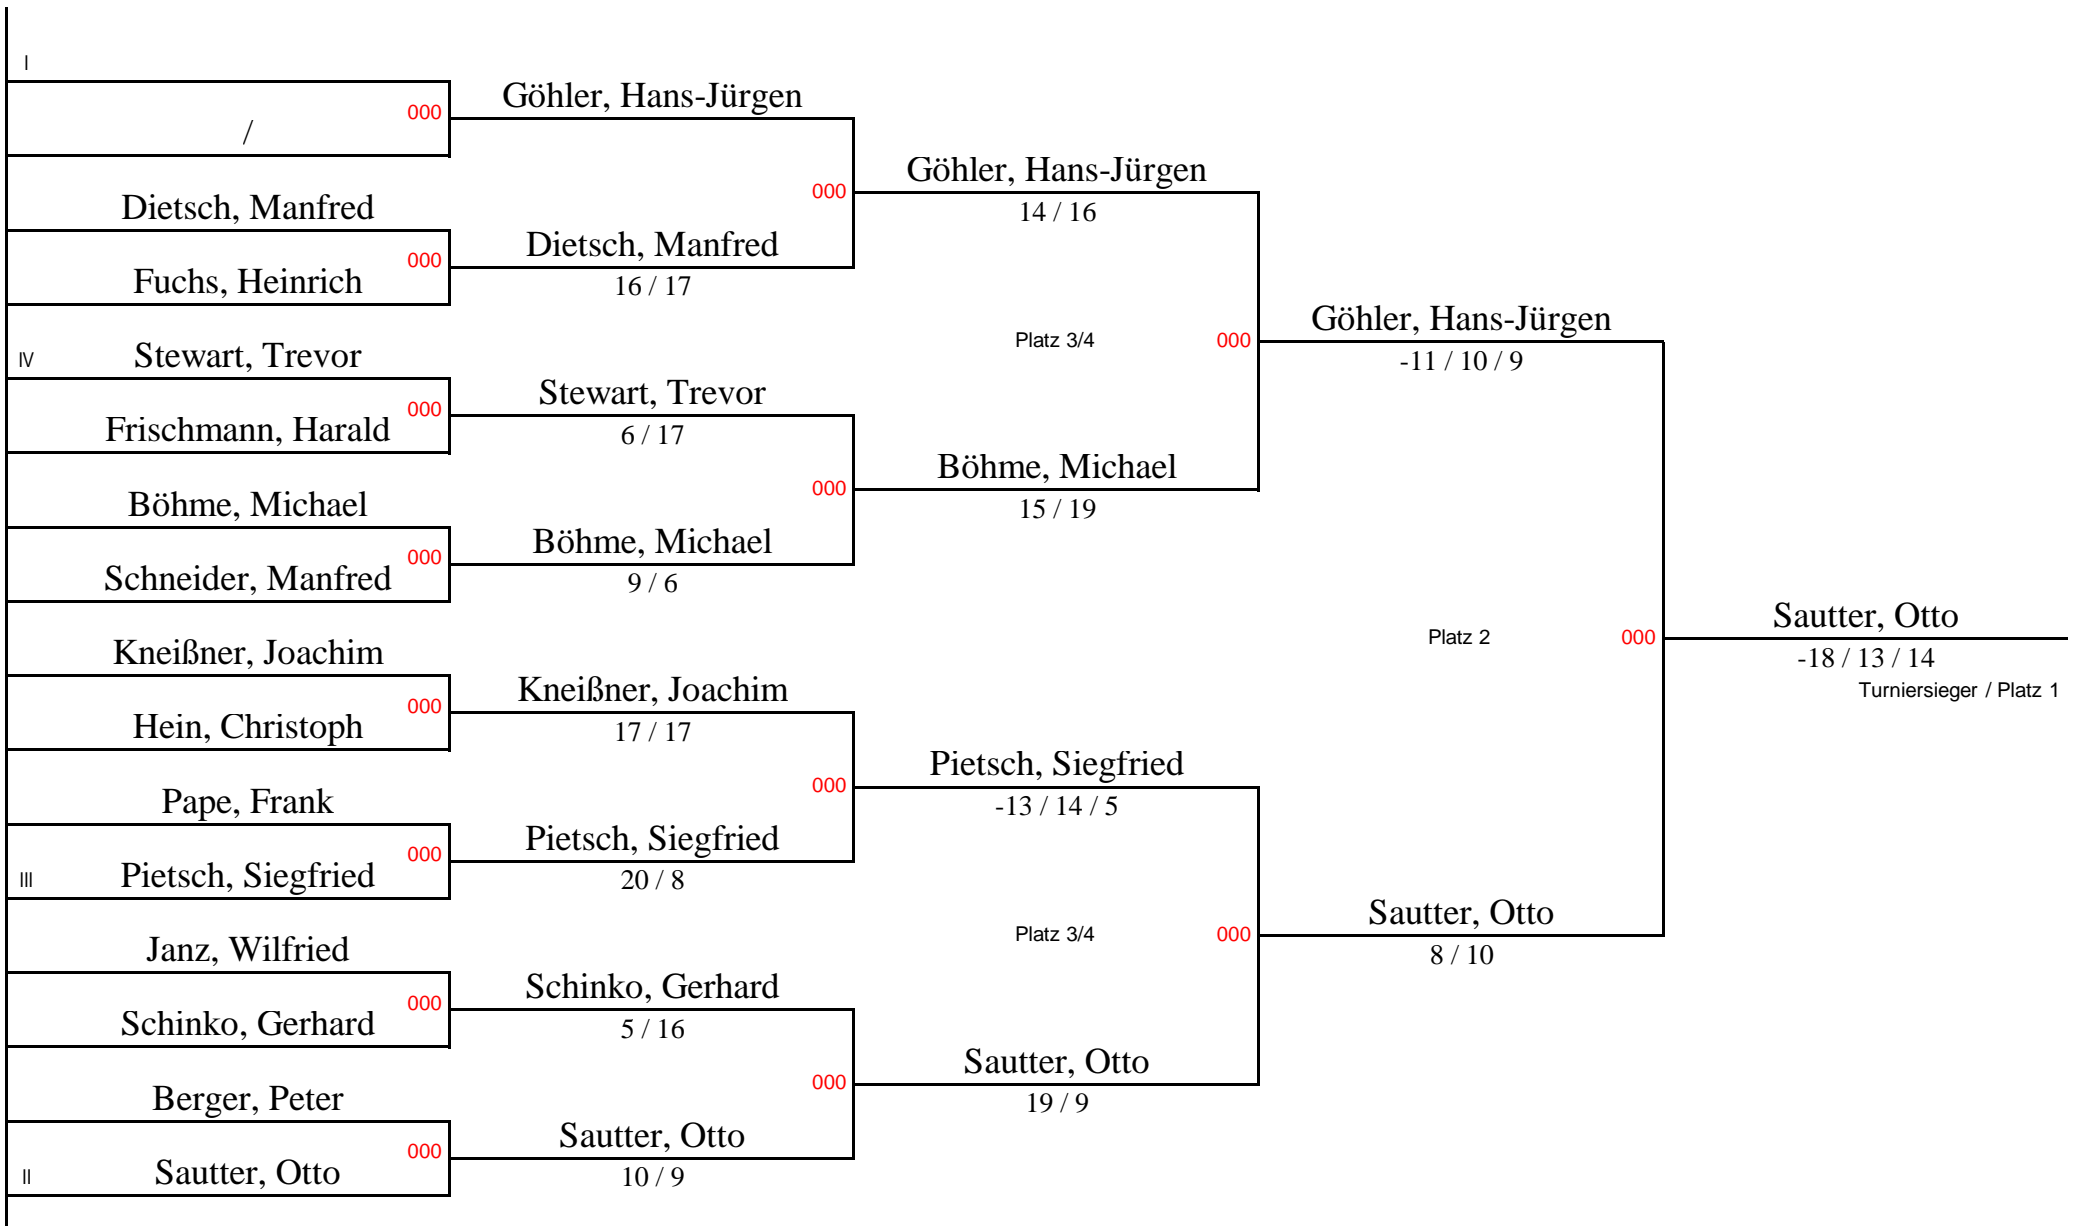 I
Göhler, Hans-Jürgen
000
/
Göhler, Hans-Jürgen
000
14 / 16
Dietsch, Manfred
Dietsch, Manfred
000
16 / 17
Fuchs, Heinrich
Göhler, Hans-Jürgen
Platz 3/4
000
-11 / 10 / 9
IV
Stewart, Trevor
Stewart, Trevor
000
6 / 17
Frischmann, Harald
Böhme, Michael
000
15 / 19
Böhme, Michael
Böhme, Michael
000
9 / 6
Schneider, Manfred
Sautter, Otto
Platz 2
000
-18 / 13 / 14
Turniersieger / Platz 1
Kneißner, Joachim
Kneißner, Joachim
000
17 / 17
Hein, Christoph
Pietsch, Siegfried
000
-13 / 14 / 5
Pape, Frank
Pietsch, Siegfried
000
20 / 8
III
Pietsch, Siegfried
Sautter, Otto
Platz 3/4
000
8 / 10
Janz, Wilfried
Schinko, Gerhard
000
5 / 16
Schinko, Gerhard
Sautter, Otto
000
19 / 9
Berger, Peter
Sautter, Otto
000
10 / 9
II
Sautter, Otto